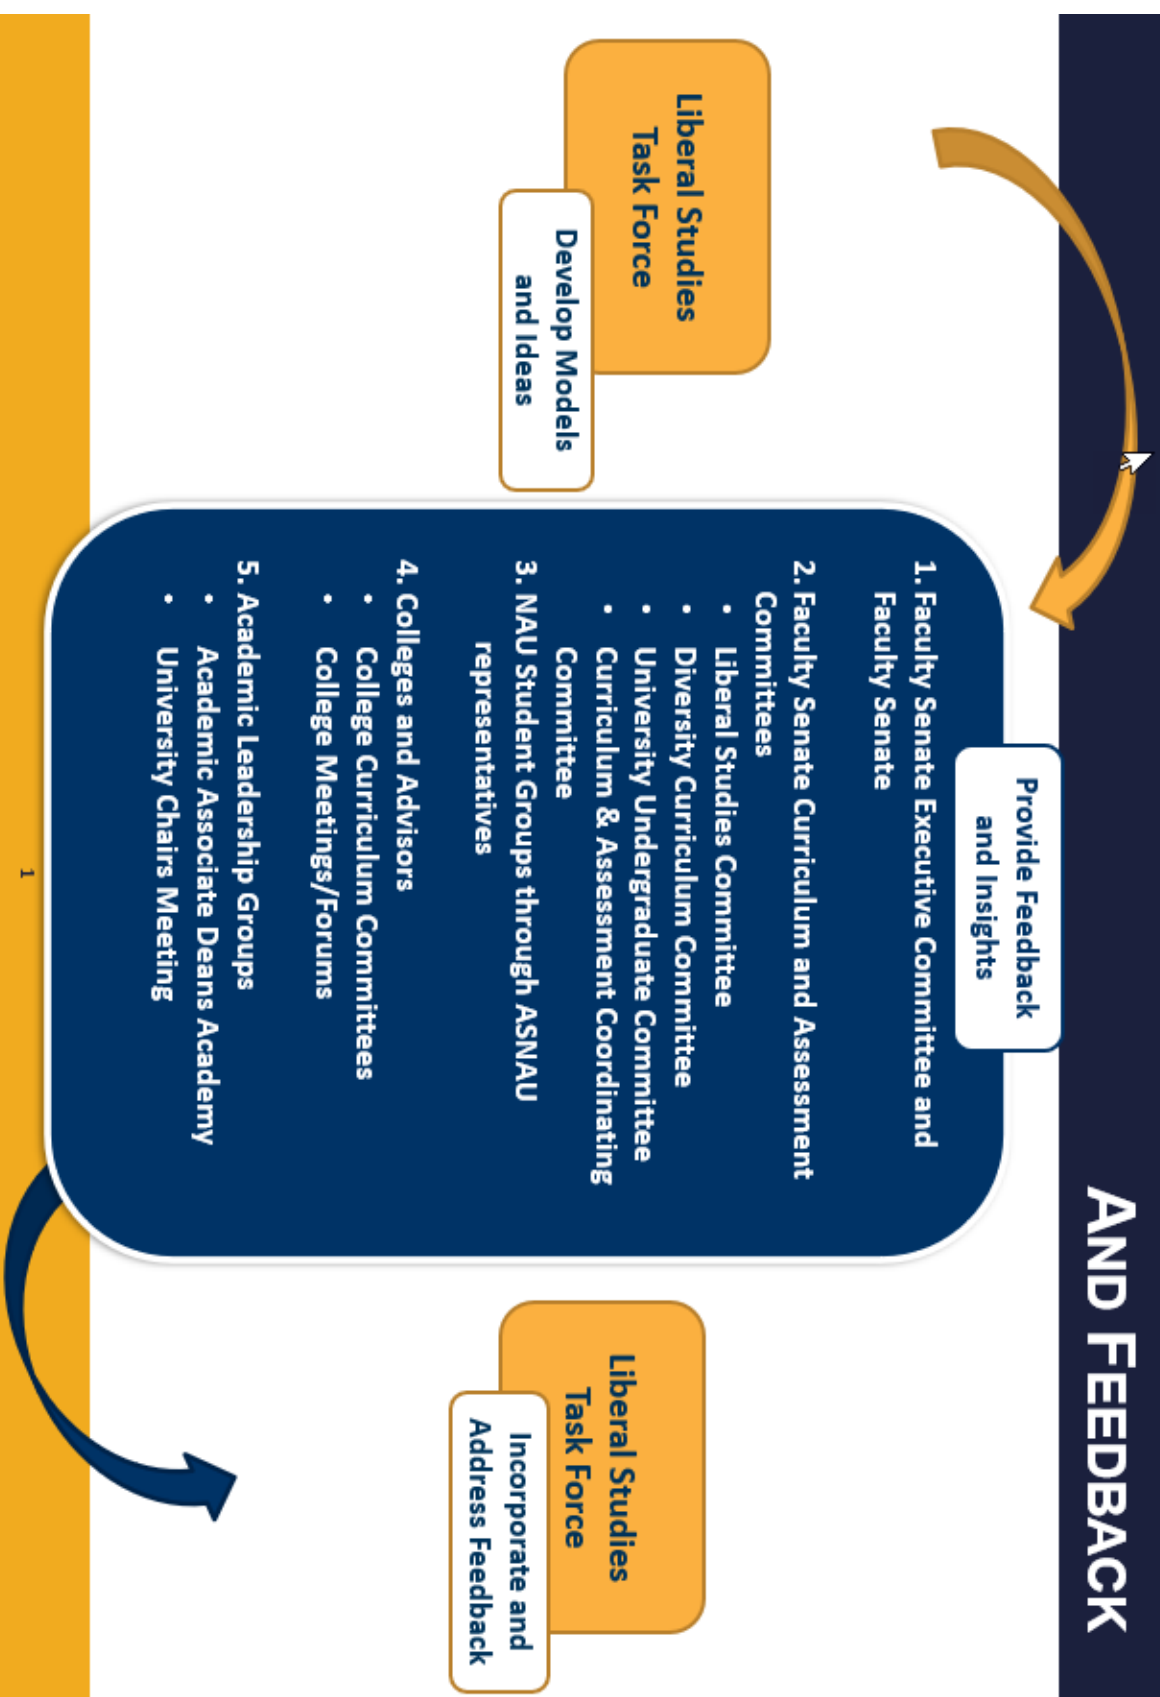 AND FEEDBACK
Liberal Studies
Task Force
Develop Models
and Ideas
Provide Feedback
and Insights
1. Faculty Senate Executive Committee and
Faculty Senate
2. Faculty Senate Curriculum and Assessment
Committees
• Liberal Studies Committee
• Diversity Curriculum Committee
• University Undergraduate Committee
• Curriculum & Assessment Coordinating
Committee
3. NAU Student Groups through ASNAU
representatives
4. Colleges and Advisors
• College Curriculum Committees
• College Meetings/Forums
5. Academic Leadership Groups
• Academic Associate Deans Academy
• University Chairs Meeting
Liberal Studies
Task Force
Incorporate and
Address Feedback
1